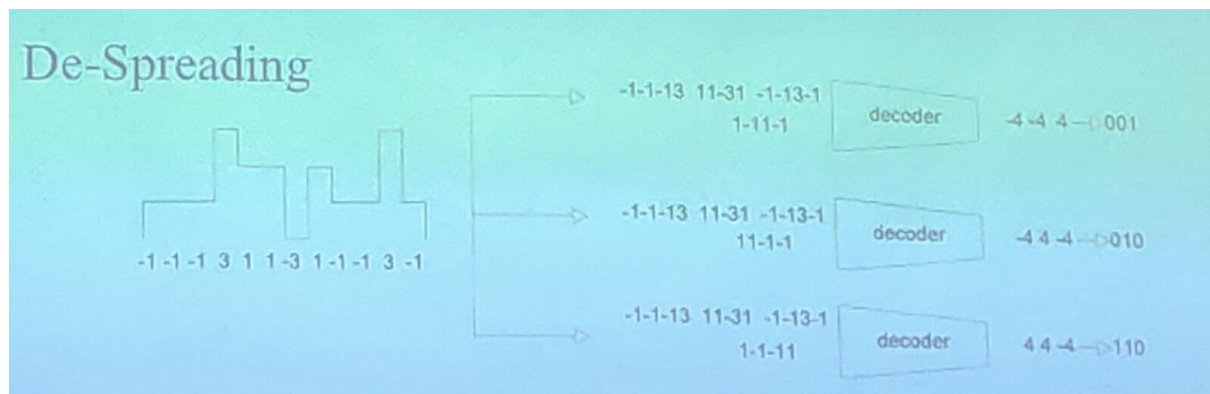 De-Spreading
-1 -1 -1 3 1 1 -3 1 -1 -1 3 -1
-1-1-13 11-31 -1-13-1
1-11-1
decoder
-4 -4 4 001
-1-1-13 11-31 -1-13-1
11-1-1
decoder
-4 4 -4 010
-1-1-13 11-31 -1-13-1
1-1-11
decoder
4 4 -4 110